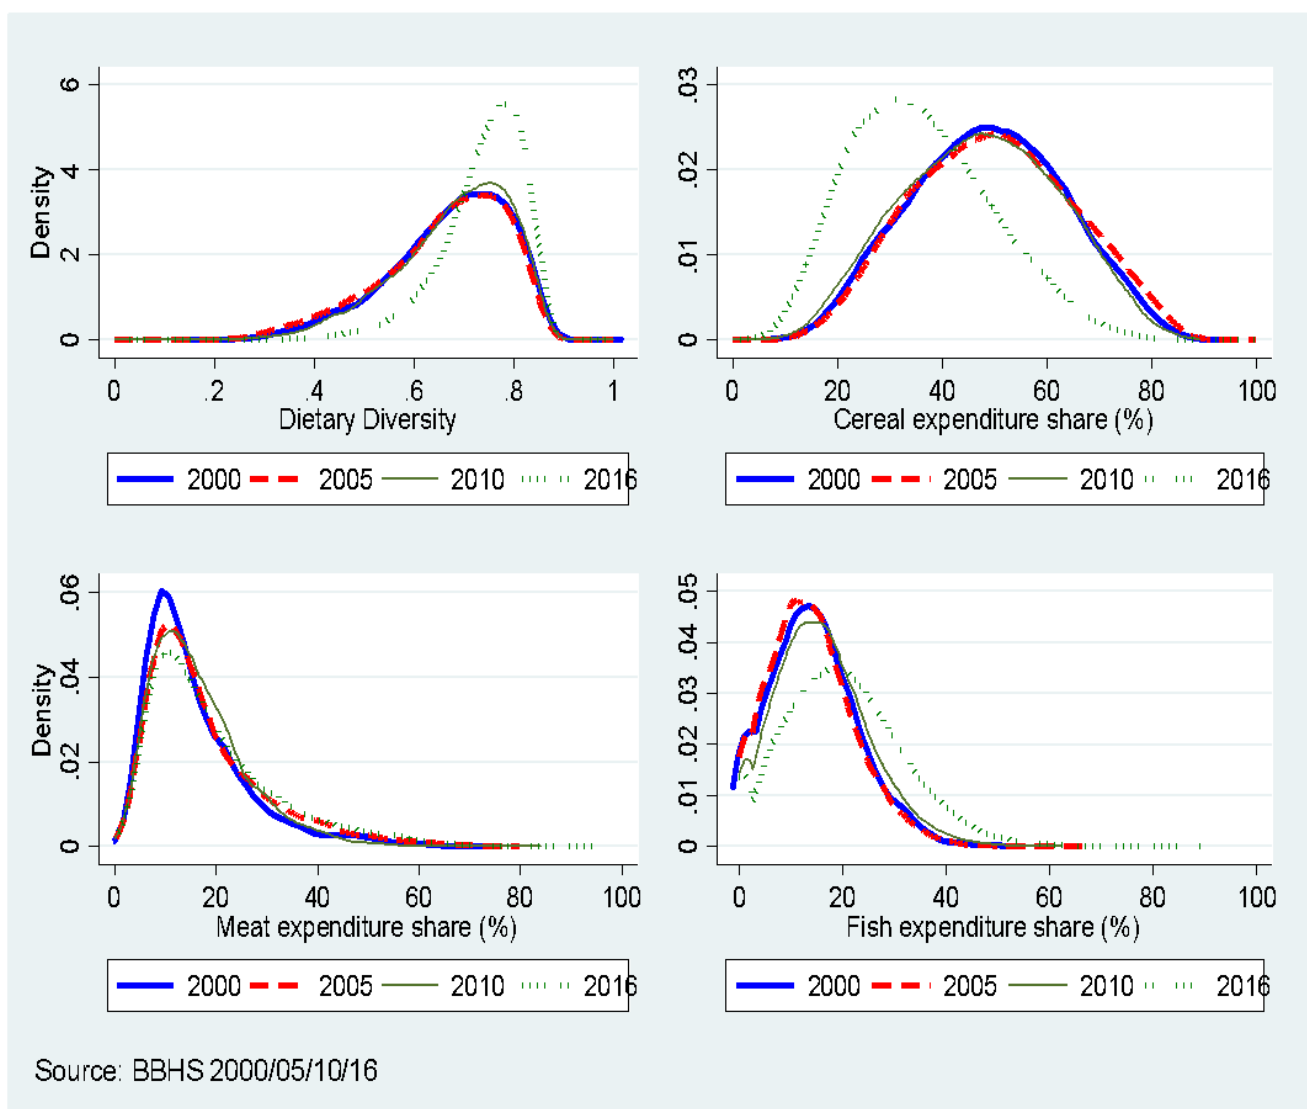 Density
6
4
2
0
0 .2 .4 .6 .8 1
Dietary Diversity
2000 2005 2010 2016
.03
.02
.01
0
0 20 40 60 80 100
Cereal expenditure share (%)
2000 2005 2010 2016
Density
.06
.04
.02
0
0 20 40 60 80 100
Meat expenditure share (%)
2000 2005 2010 2016
.05
.04
.03
.02
.01
0
0 20 40 60 80 100
Fish expenditure share (%)
2000 2005 2010 2016
Source: BBHS 2000/05/10/16